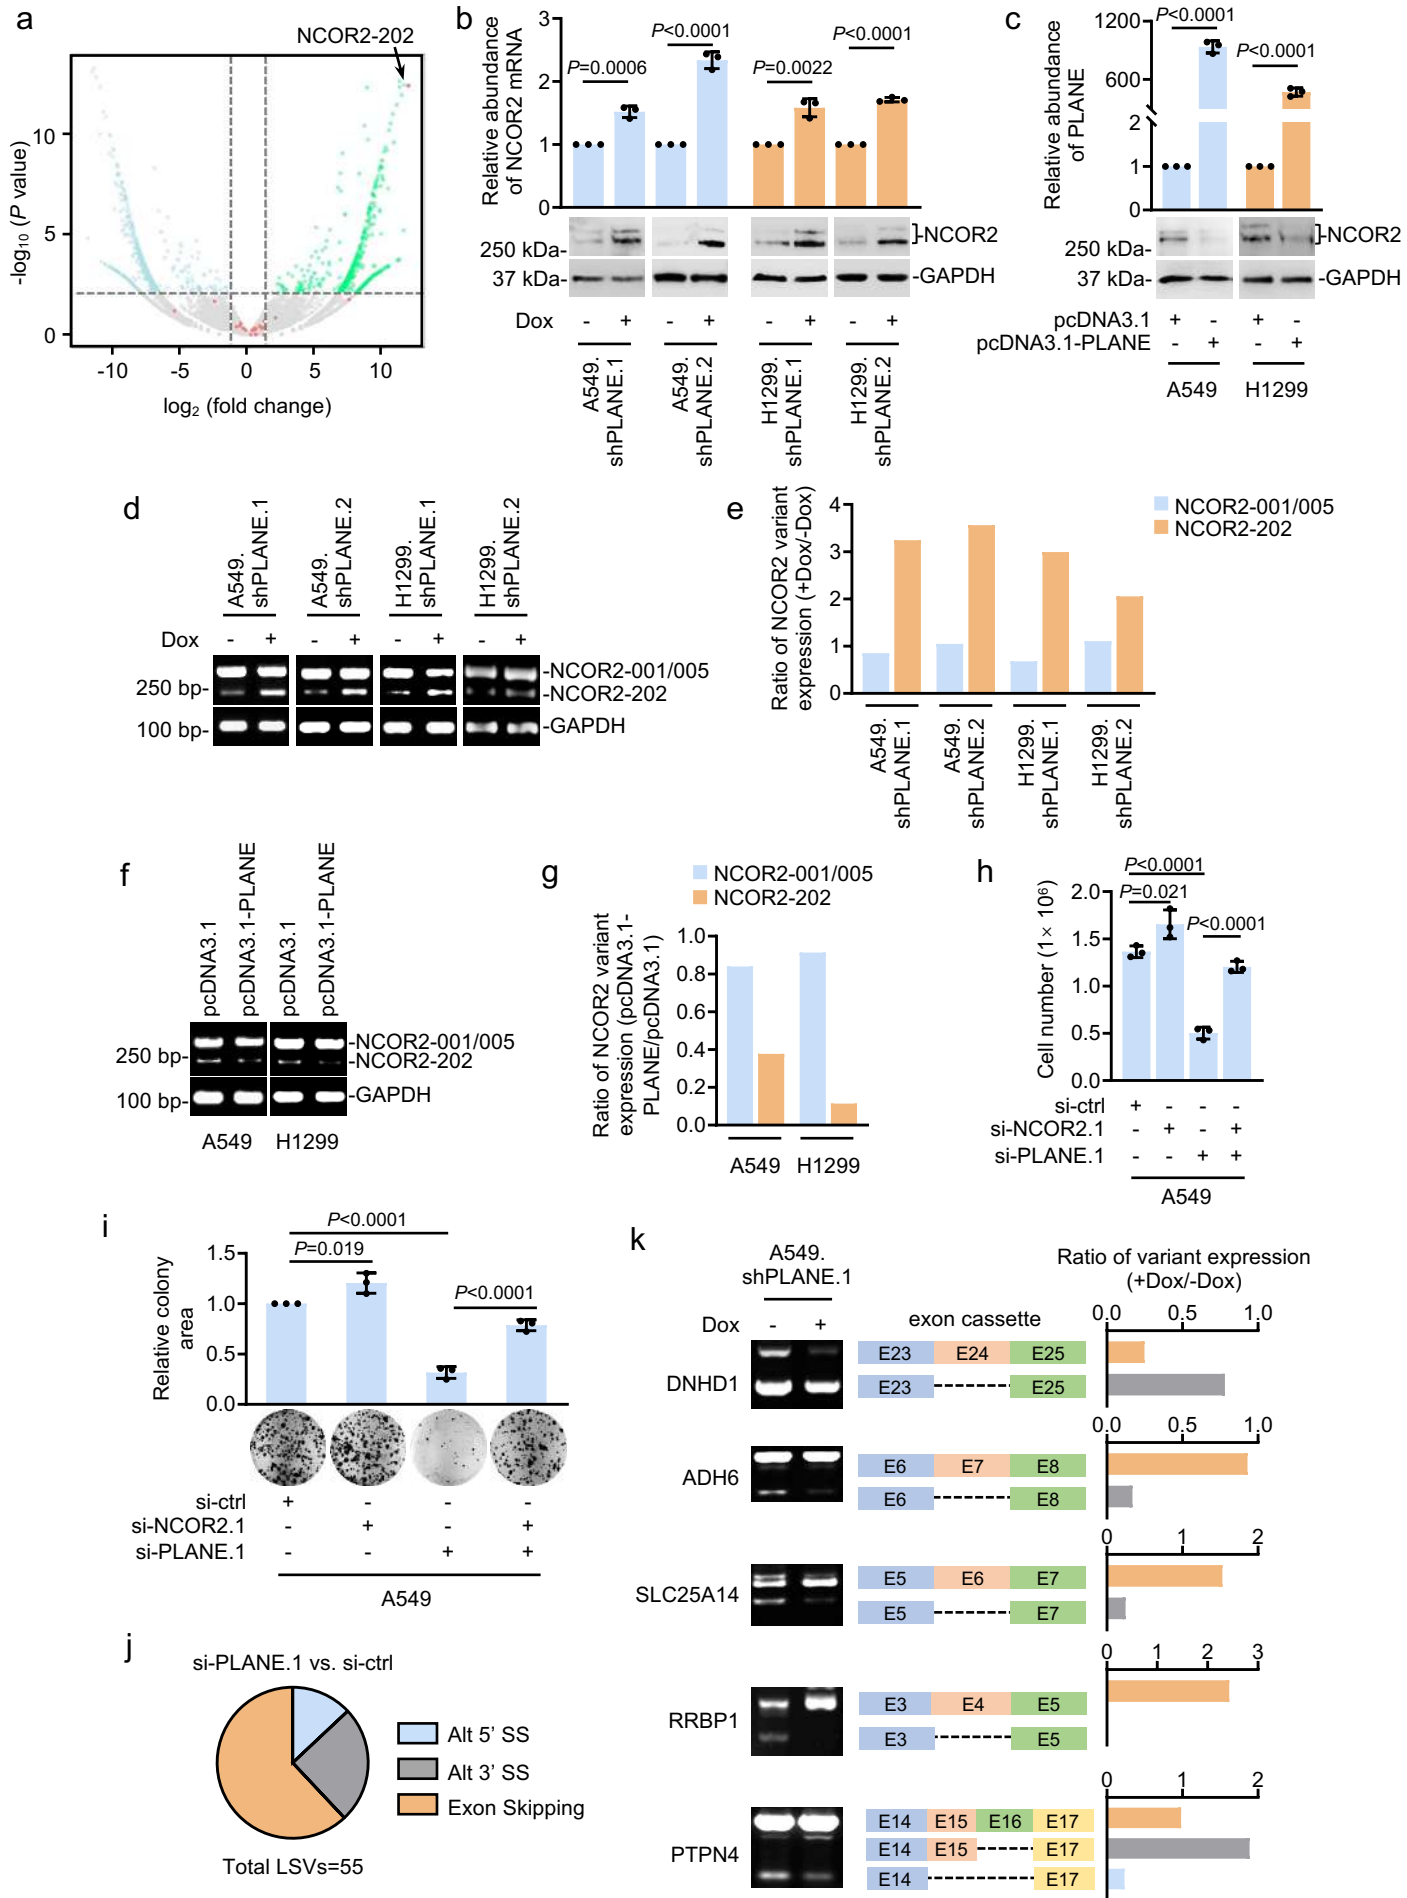 a
NCOR2-202
-log10 (P value)
10
5
0
-10
-5
0
5
10
log2 (fold change)
b
Relative abundance
of NCOR2 mRNA
3
2
1
0
P=0.0006
P<0.0001
P=0.0022
P<0.0001
250 kDa-
-NCOR2
37 kDa-
-GAPDH
Dox - + - + - + - +
A549.
shPLANE.1
A549.
shPLANE.2
H1299.
shPLANE.1
H1299.
shPLANE.2
c
Relative abundance
of PLANE
1200
600
2
1
0
P<0.0001
P<0.0001
250 kDa-
-NCOR2
37 kDa-
-GAPDH
pcDNA3.1 + - + -
pcDNA3.1-PLANE - + - +
A549
H1299
d
A549.
shPLANE.1
A549.
shPLANE.2
H1299.
shPLANE.1
H1299.
shPLANE.2
Dox - + - + - + - +
-NCOR2-001/005
250 bp-
-NCOR2-202
100 bp-
-GAPDH
e
Ratio of NCOR2 variant
expression (+Dox/-Dox)
4
3
2
1
0
NCOR2-001/005
NCOR2-202
A549.
shPLANE.1
A549.
shPLANE.2
H1299.
shPLANE.1
H1299.
shPLANE.2
f
pcDNA3.1
pcDNA3.1-PLANE
pcDNA3.1
pcDNA3.1-PLANE
-NCOR2-001/005
250 bp-
-NCOR2-202
100 bp-
-GAPDH
A549
H1299
g
NCOR2-001/005
NCOR2-202
Ratio of NCOR2 variant
expression (pcDNA3.1-
PLANE/pcDNA3.1)
1.0
0.8
0.6
0.4
0.2
0.0
A549
H1299
h
Cell number (1× 10⁶)
2.0
1.5
1.0
0.5
0.0
P<0.0001
P=0.021
P<0.0001
si-ctrl + - - -
si-NCOR2.1 - + - +
si-PLANE.1 - - + +
A549
i
Relative colony
area
1.5
1.0
0.5
0.0
P<0.0001
P=0.019
P<0.0001
si-ctrl + - - -
si-NCOR2.1 - + - +
si-PLANE.1 - - + +
A549
j
si-PLANE.1 vs. si-ctrl
Alt 5' SS
Alt 3' SS
Exon Skipping
Total LSVs=55
k
A549.
shPLANE.1
Dox - +
exon cassette
Ratio of variant expression
(+Dox/-Dox)
0.0 0.5 1.0
DNHD1
E23 E24 E25
E23 E25
0.0 0.5 1.0
ADH6
E6 E7 E8
E6 E8
0 1 2
SLC25A14
E5 E6 E7
E5 E7
0 1 2 3
RRBP1
E3 E4 E5
E3 E5
0 1 2
PTPN4
E14 E15 E16 E17
E14 E15 E17
E14 E17